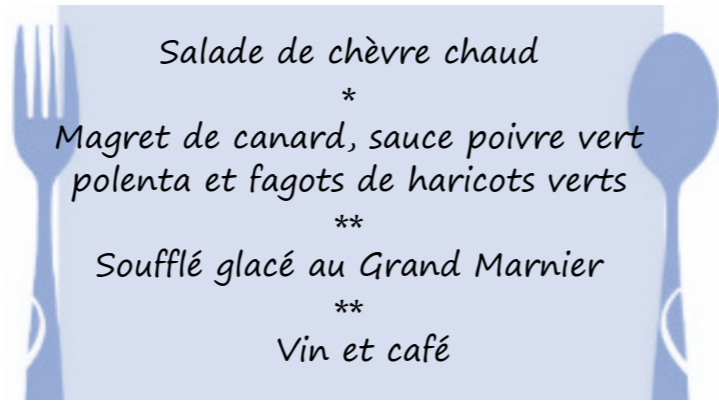 Salade de chèvre chaud
*
Magret de canard, sauce poivre vert
polenta et fagots de haricots verts
**
Soufflé glacé au Grand Marnier
**
Vin et café